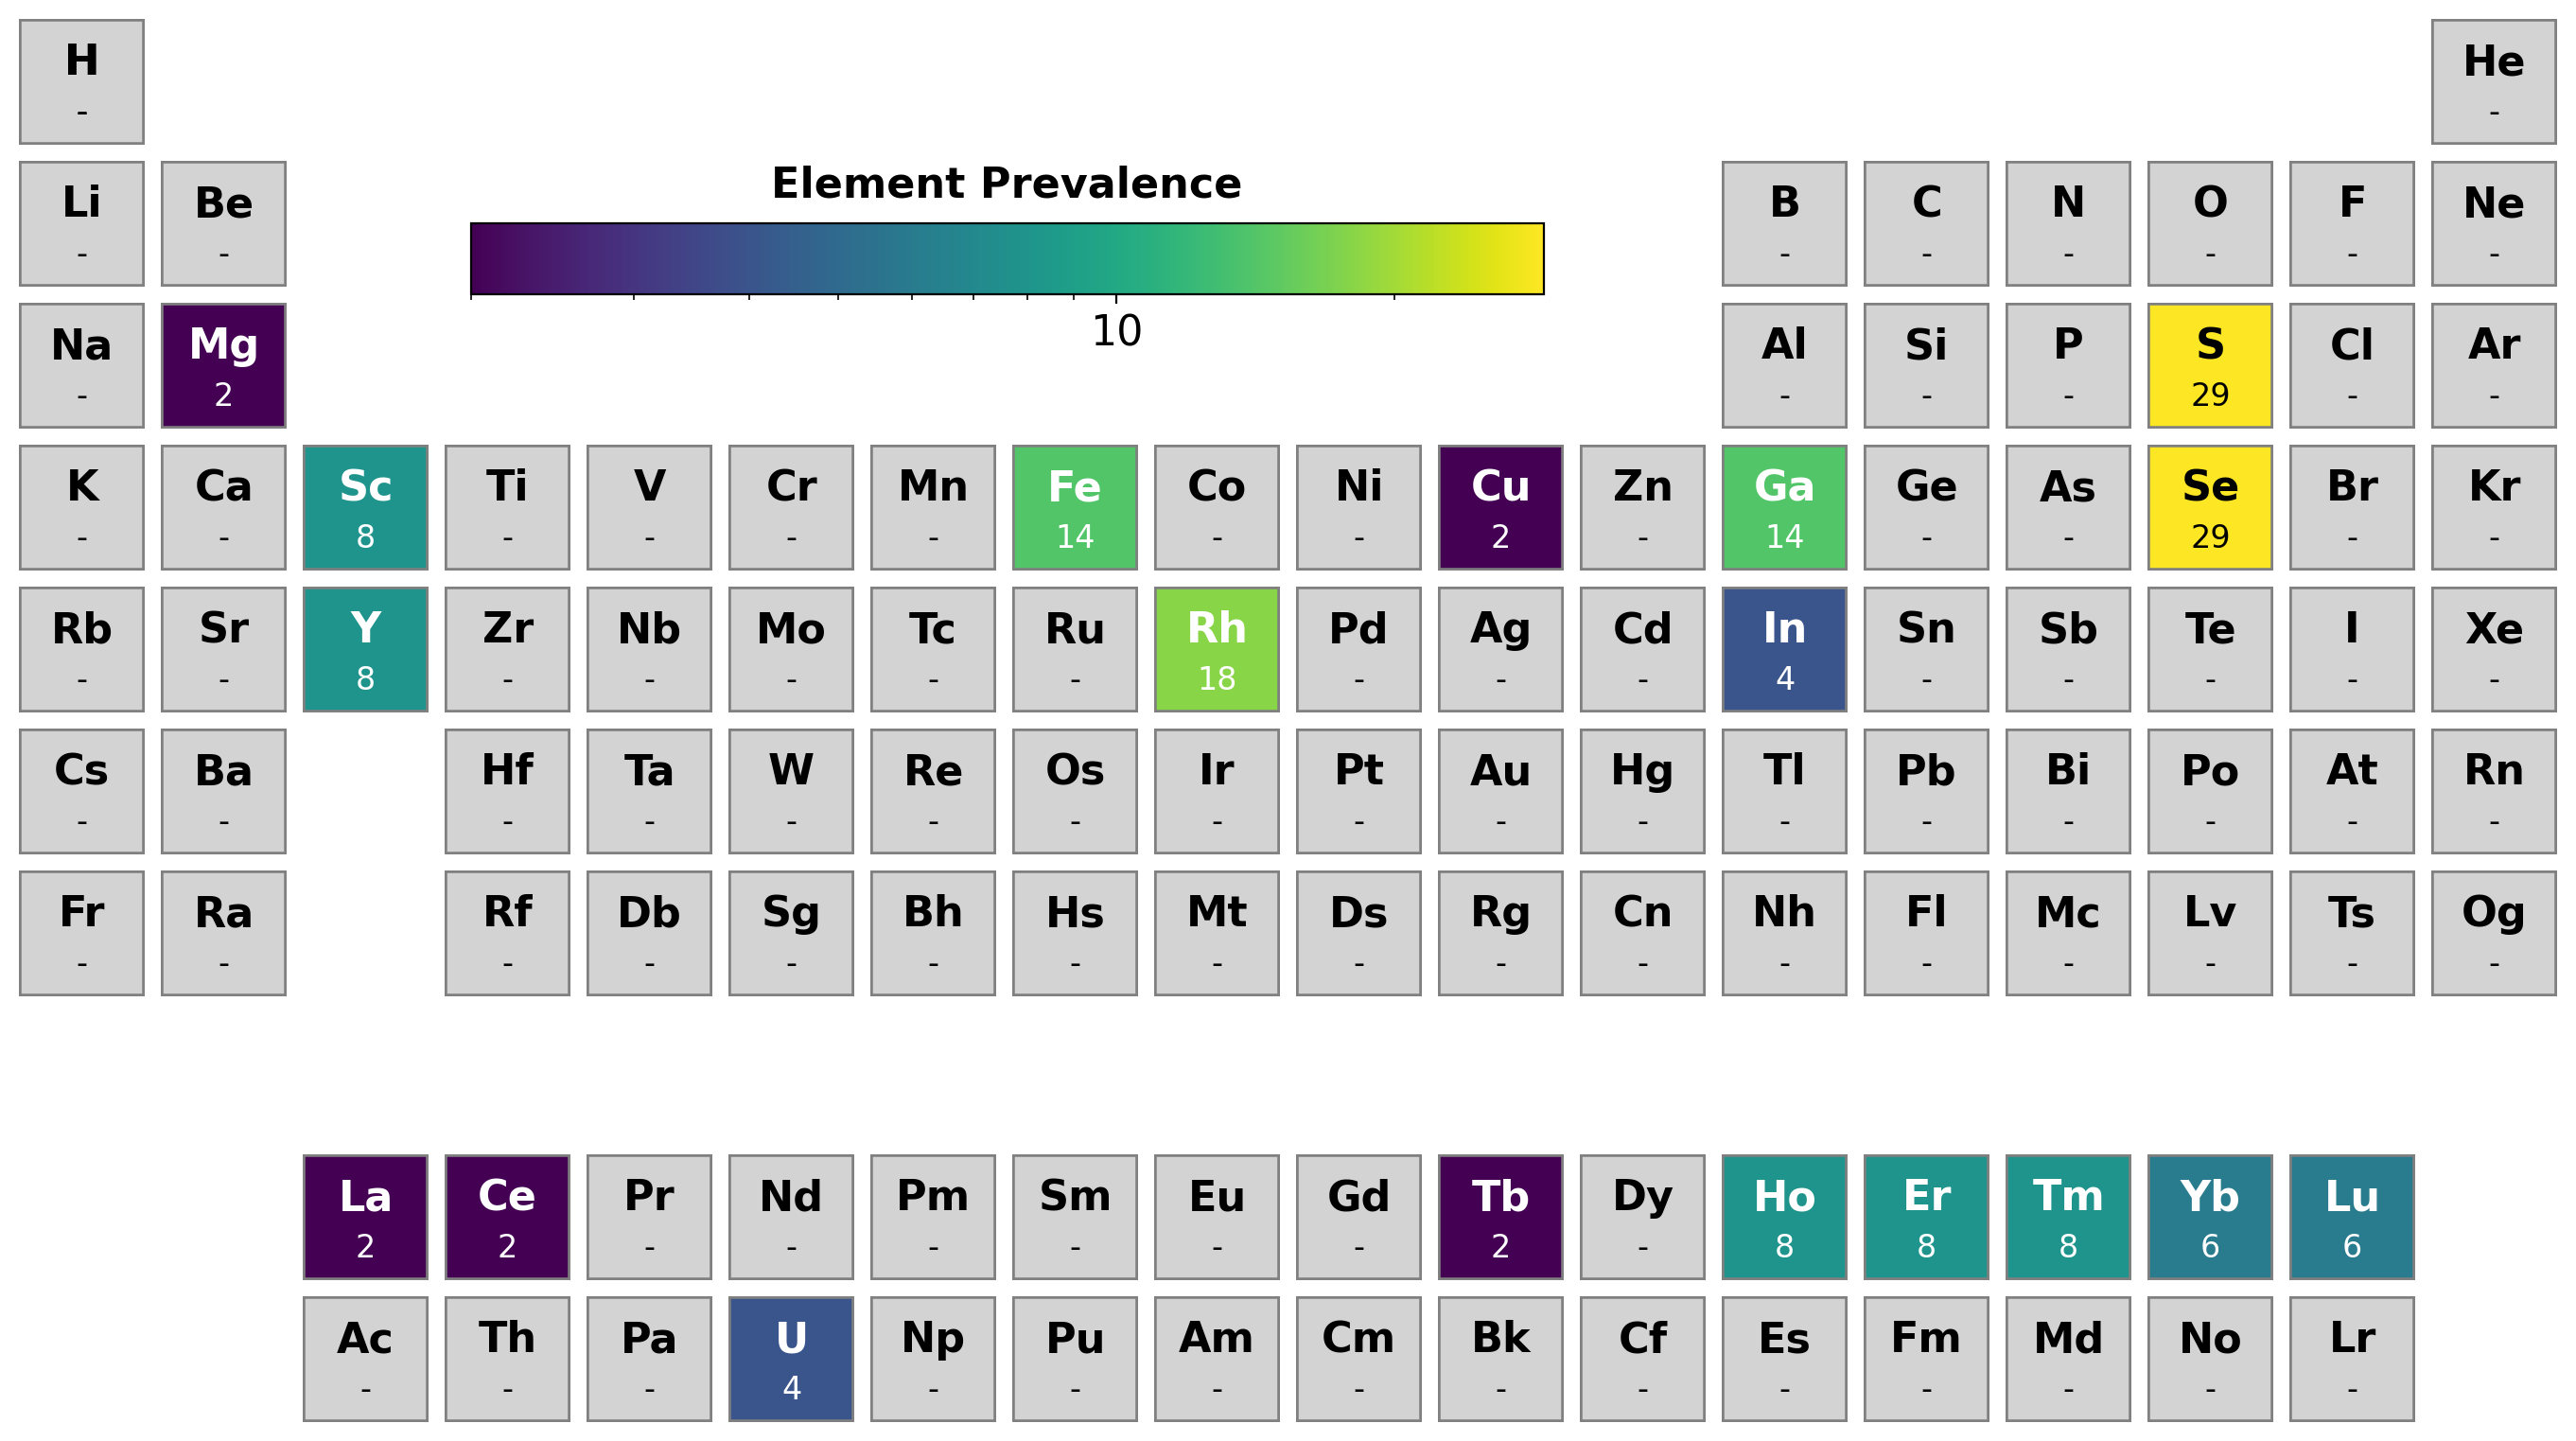 H He
- -
Element Prevalence
Li Be B C N O F Ne
- - - - - - - -
10
Na Mg Al Si P S Cl Ar
- 2 - - - 29 - -
K Ca Sc Ti V Cr Mn Fe Co Ni Cu Zn Ga Ge As Se Br Kr
- - 8 - - - - 14 - - 2 - 14 - - 29 - -
Rb Sr Y Zr Nb Mo Tc Ru Rh Pd Ag Cd In Sn Sb Te I Xe
- - 8 - - - - - 18 - - - 4 - - - - -
Cs Ba Hf Ta W Re Os Ir Pt Au Hg Tl Pb Bi Po At Rn
- - - - - - - - - - - - - - - - -
Fr Ra Rf Db Sg Bh Hs Mt Ds Rg Cn Nh Fl Mc Lv Ts Og
- - - - - - - - - - - - - - - - -
La Ce Pr Nd Pm Sm Eu Gd Tb Dy Ho Er Tm Yb Lu
2 2 - - - - - - 2 - 8 8 8 6 6
Ac Th Pa U Np Pu Am Cm Bk Cf Es Fm Md No Lr
- - - 4 - - - - - - - - - - -